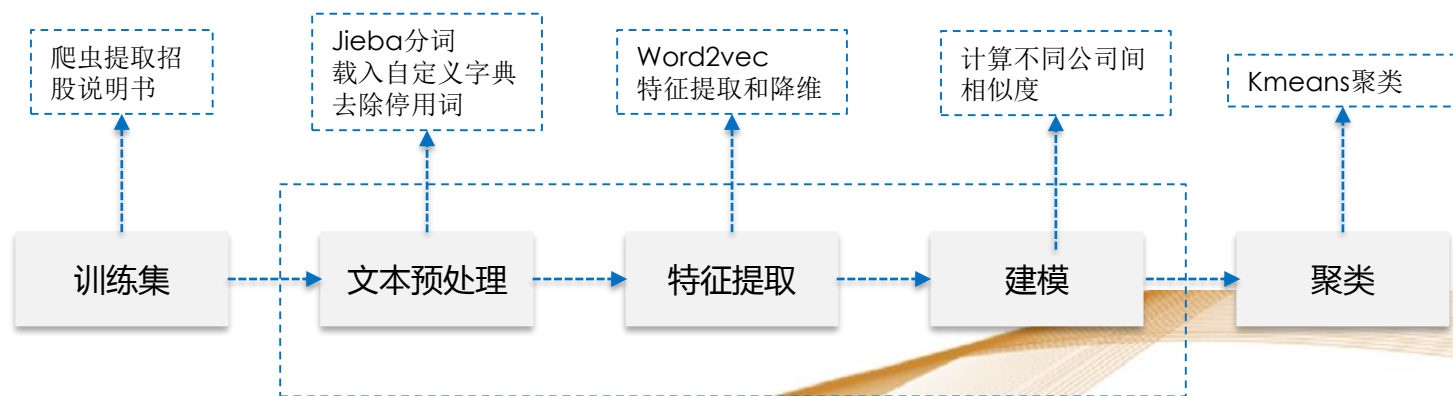 爬虫提取招
股说明书
Jieba分词
载入自定义字典
去除停用词
Word2vec
特征提取和降维
计算不同公司间
相似度
Kmeans聚类
训练集
文本预处理
特征提取
建模
聚类